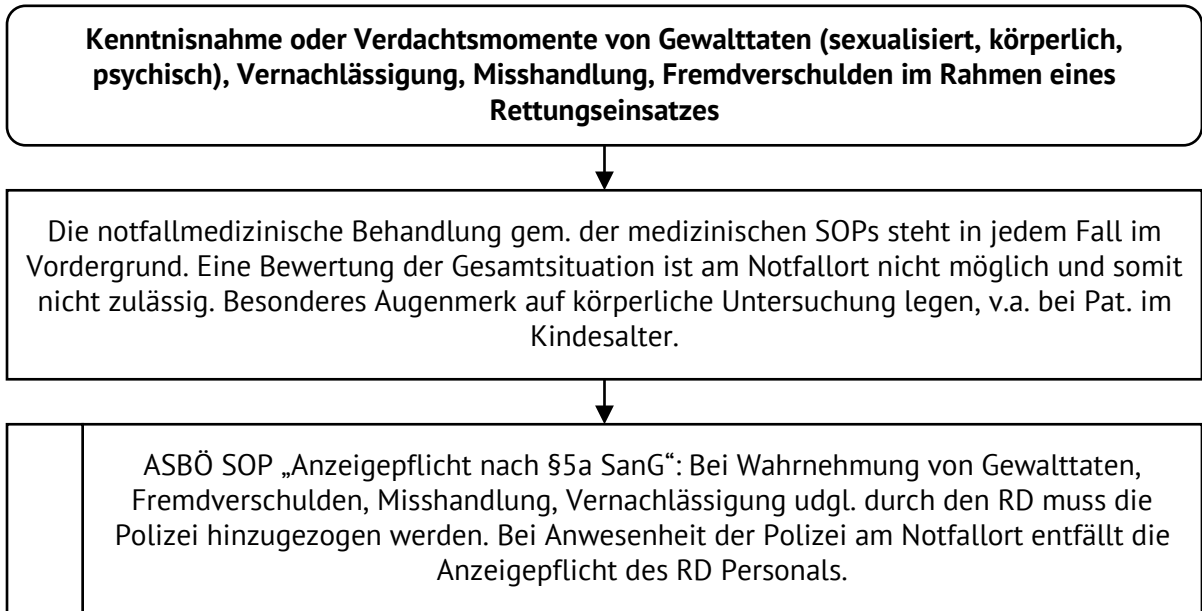 Kenntnisnahme oder Verdachtsmomente von Gewalttaten (sexualisiert, körperlich,
psychisch), Vernachlässigung, Misshandlung, Fremdverschulden im Rahmen eines
Rettungseinsatzes
Die notfallmedizinische Behandlung gem. der medizinischen SOPs steht in jedem Fall im
Vordergrund. Eine Bewertung der Gesamtsituation ist am Notfallort nicht möglich und somit
nicht zulässig. Besonderes Augenmerk auf körperliche Untersuchung legen, v.a. bei Pat. im
Kindesalter.
ASBÖ SOP „Anzeigepflicht nach §5a SanG“: Bei Wahrnehmung von Gewalttaten,
Fremdverschulden, Misshandlung, Vernachlässigung udgl. durch den RD muss die
Polizei hinzugezogen werden. Bei Anwesenheit der Polizei am Notfallort entfällt die
Anzeigepflicht des RD Personals.